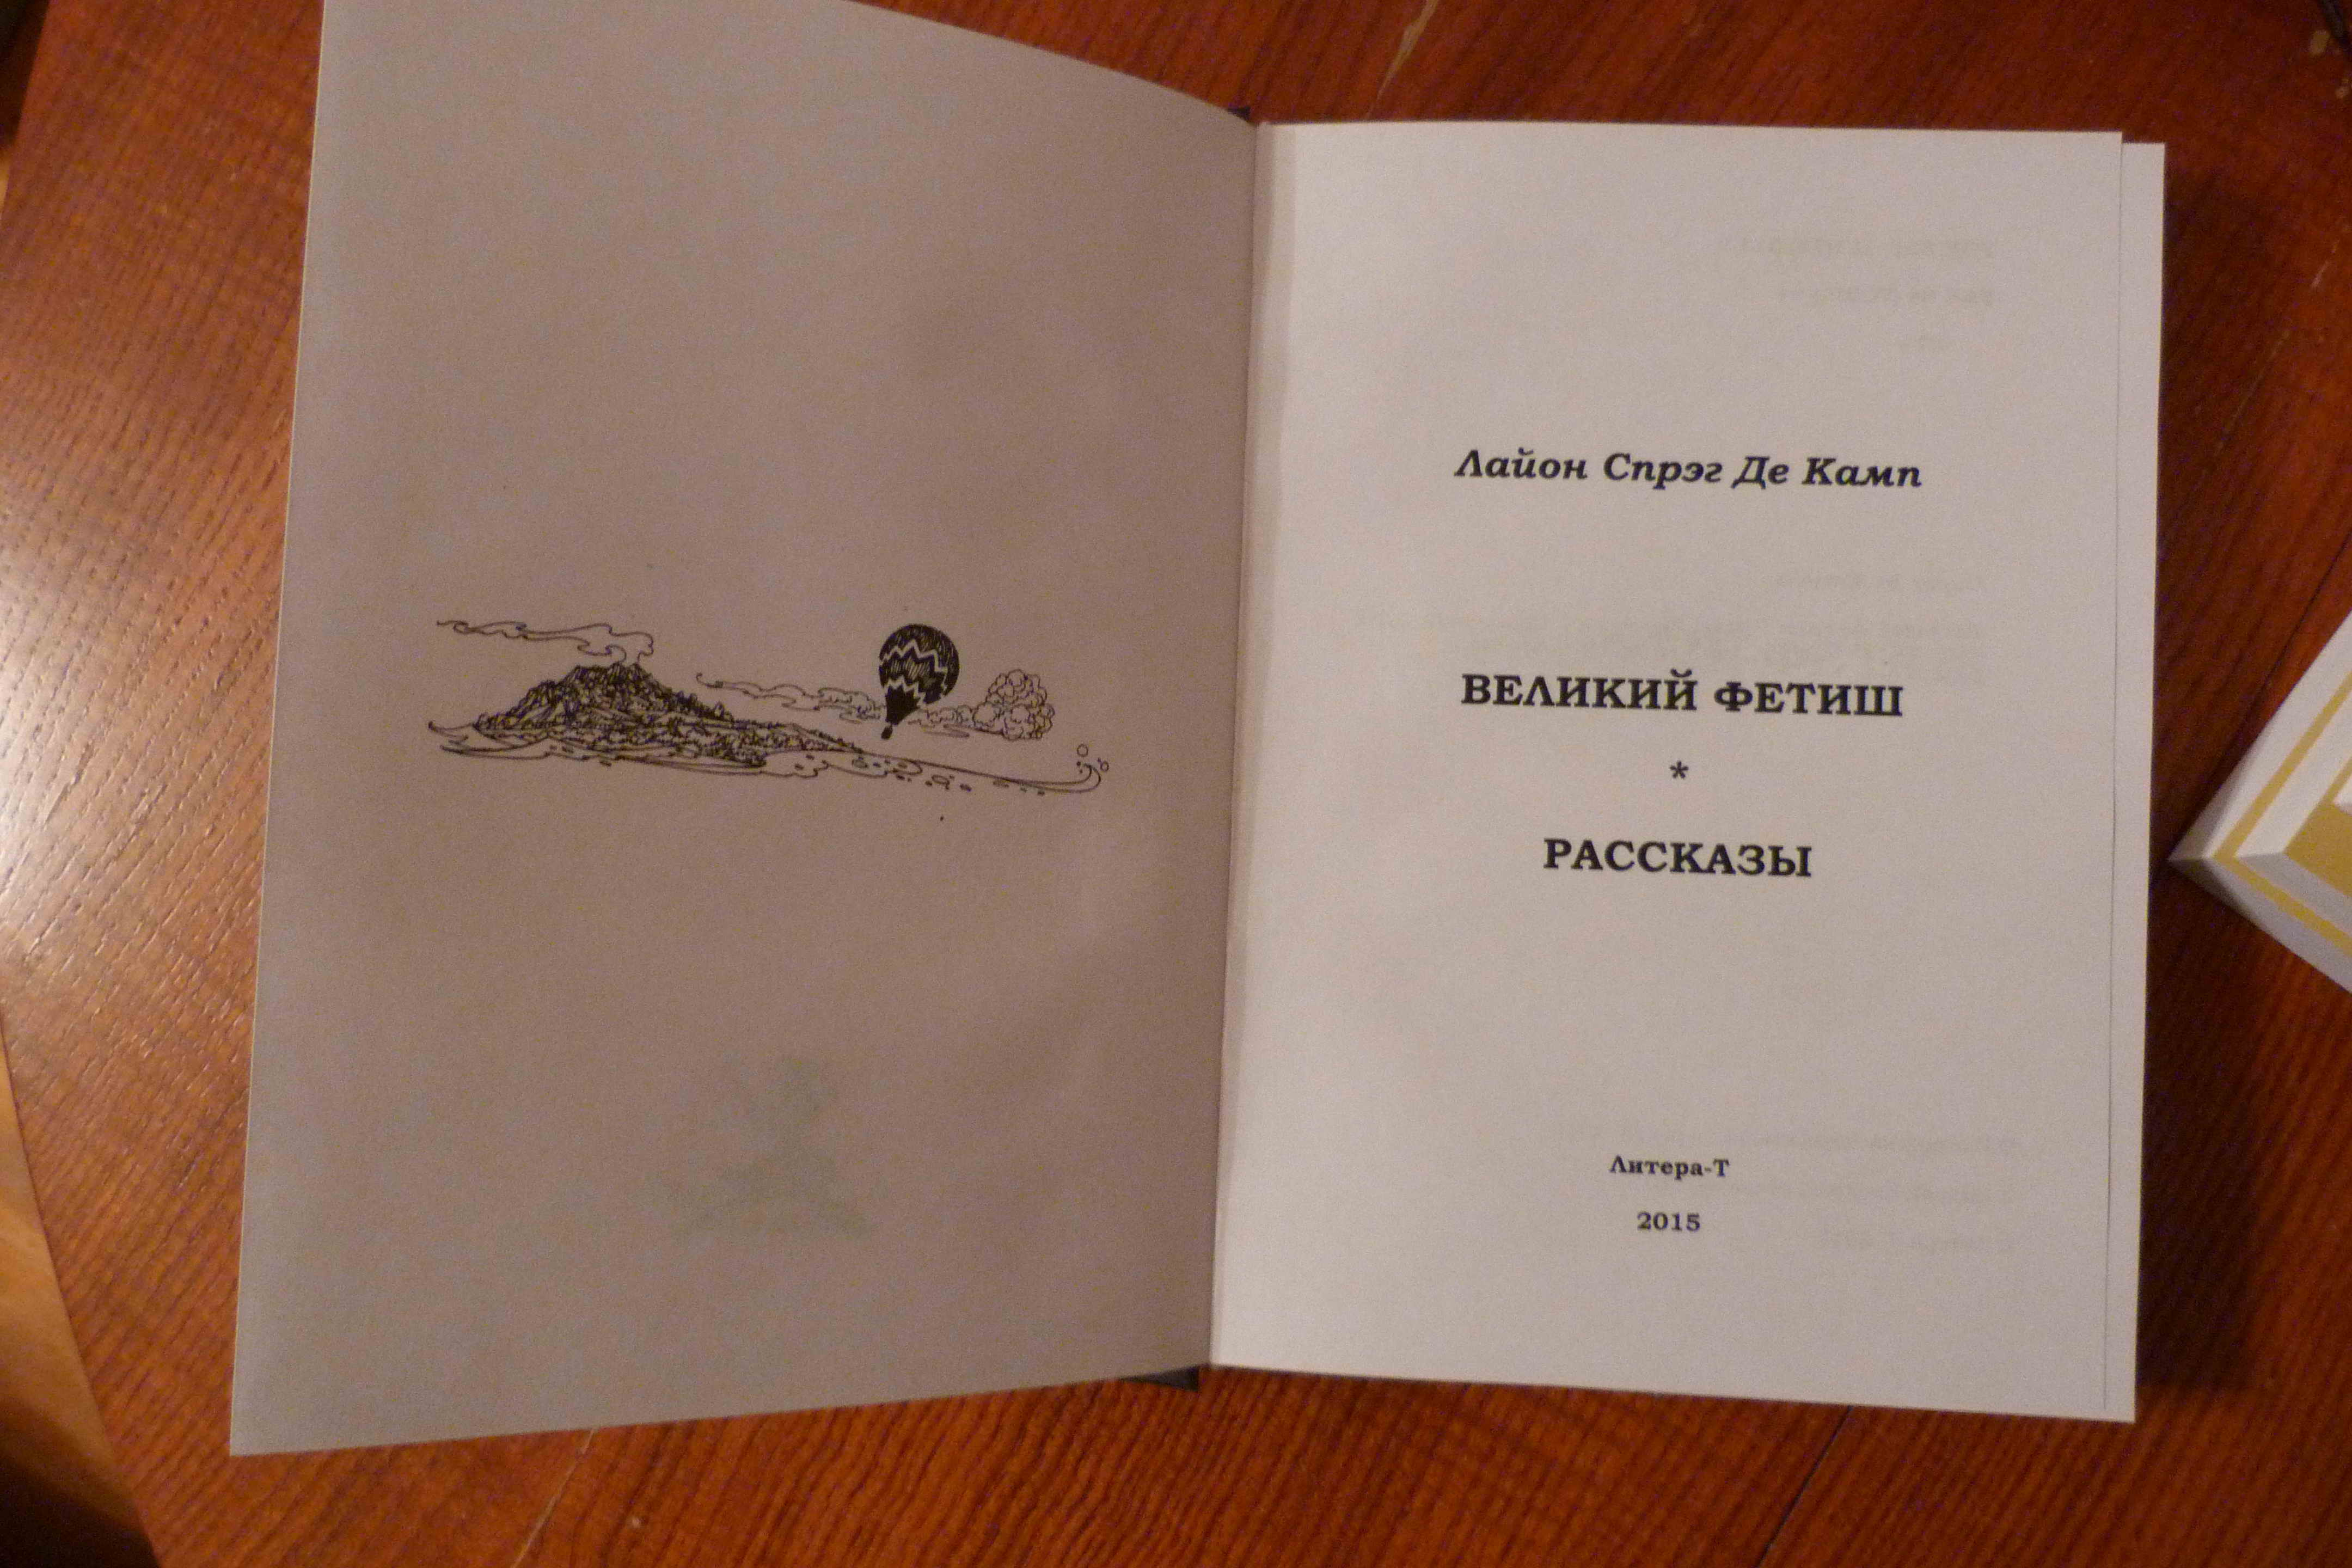 Лайон Спрэг Де Камп
ВЕЛИКИЙ ФЕТИШ
*
РАССКАЗЫ
Литера-Т
2015